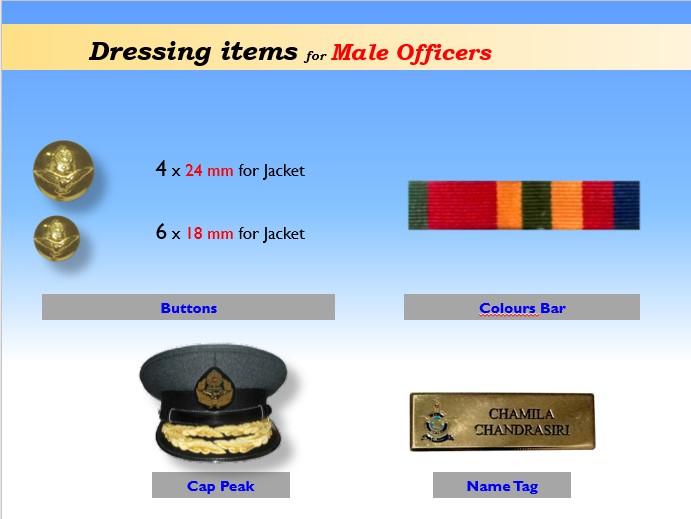 Dressing items for Male Officers
4 x 24 mm for Jacket
6 x 18 mm for Jacket
Buttons
Colours Bar
Cap Peak
CHAMILA
CHANDRASIRI
Name Tag